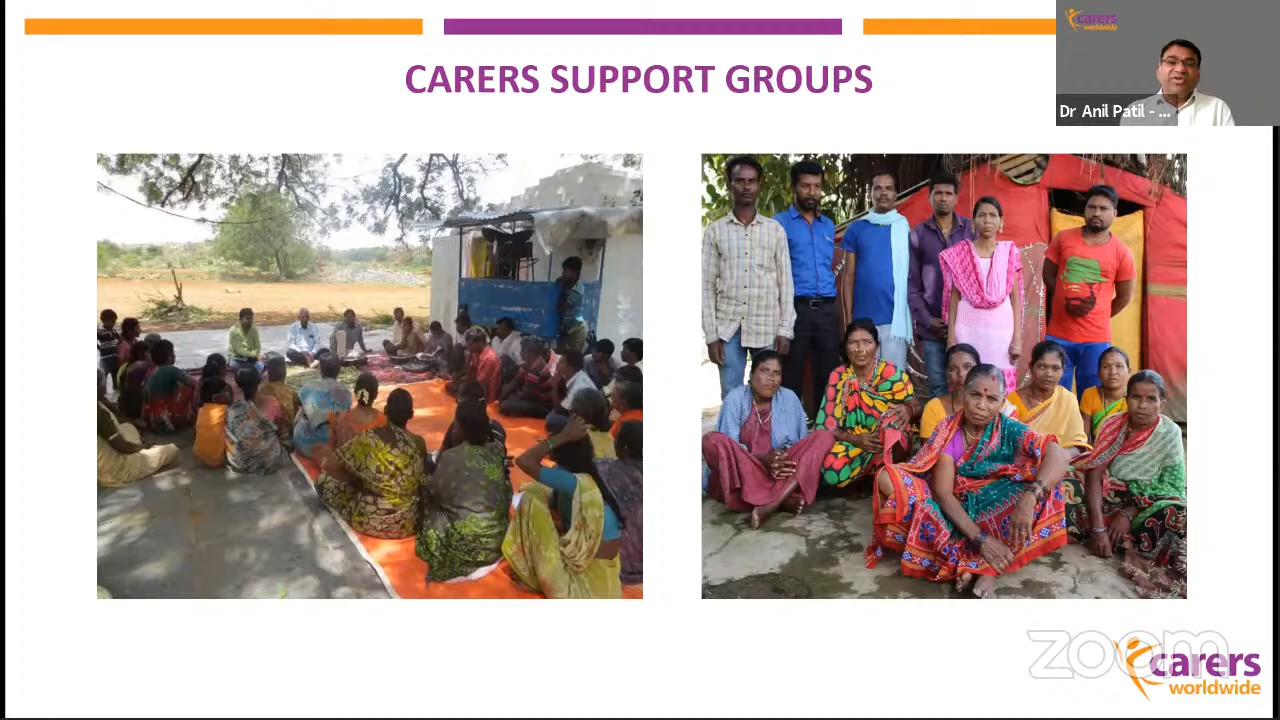 carers
worldwide
CARERS SUPPORT GROUPS
Dr Anil Patil - ...
zoom
carers
worldwide